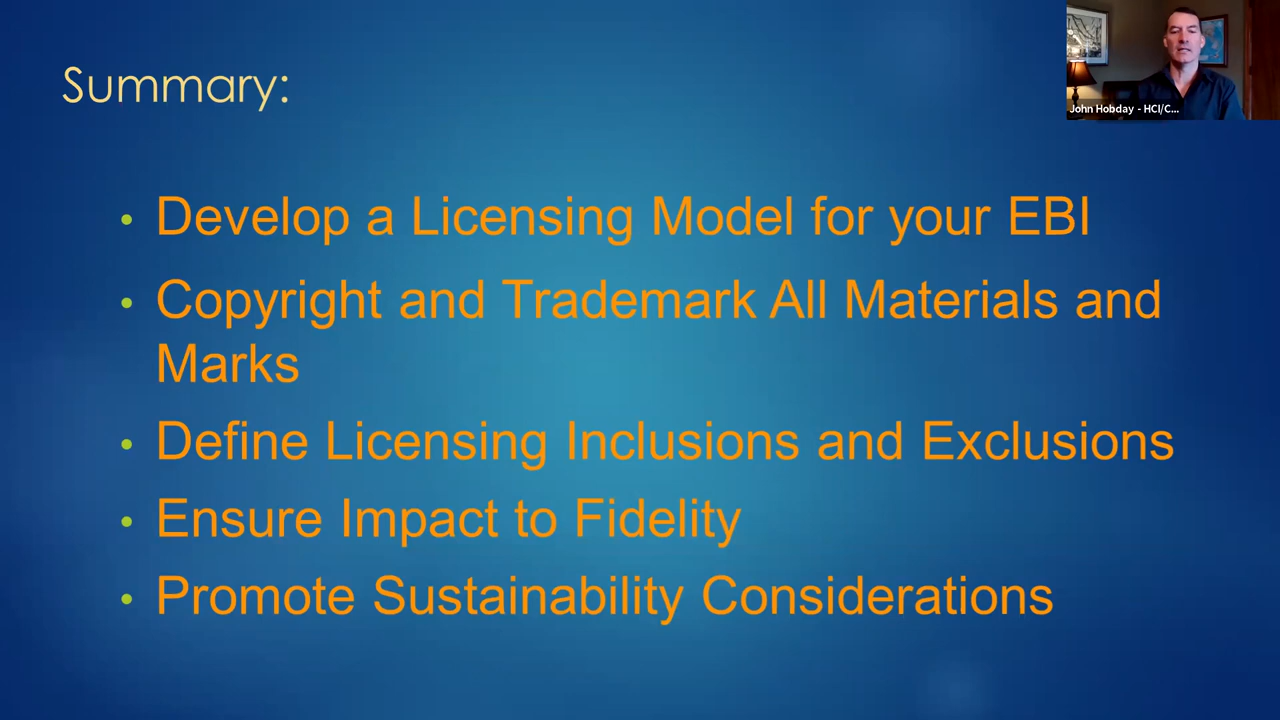 Summary:
John Hobday - HCI/C...
• Develop a Licensing Model for your EBI
• Copyright and Trademark All Materials and
Marks
• Define Licensing Inclusions and Exclusions
• Ensure Impact to Fidelity
• Promote Sustainability Considerations